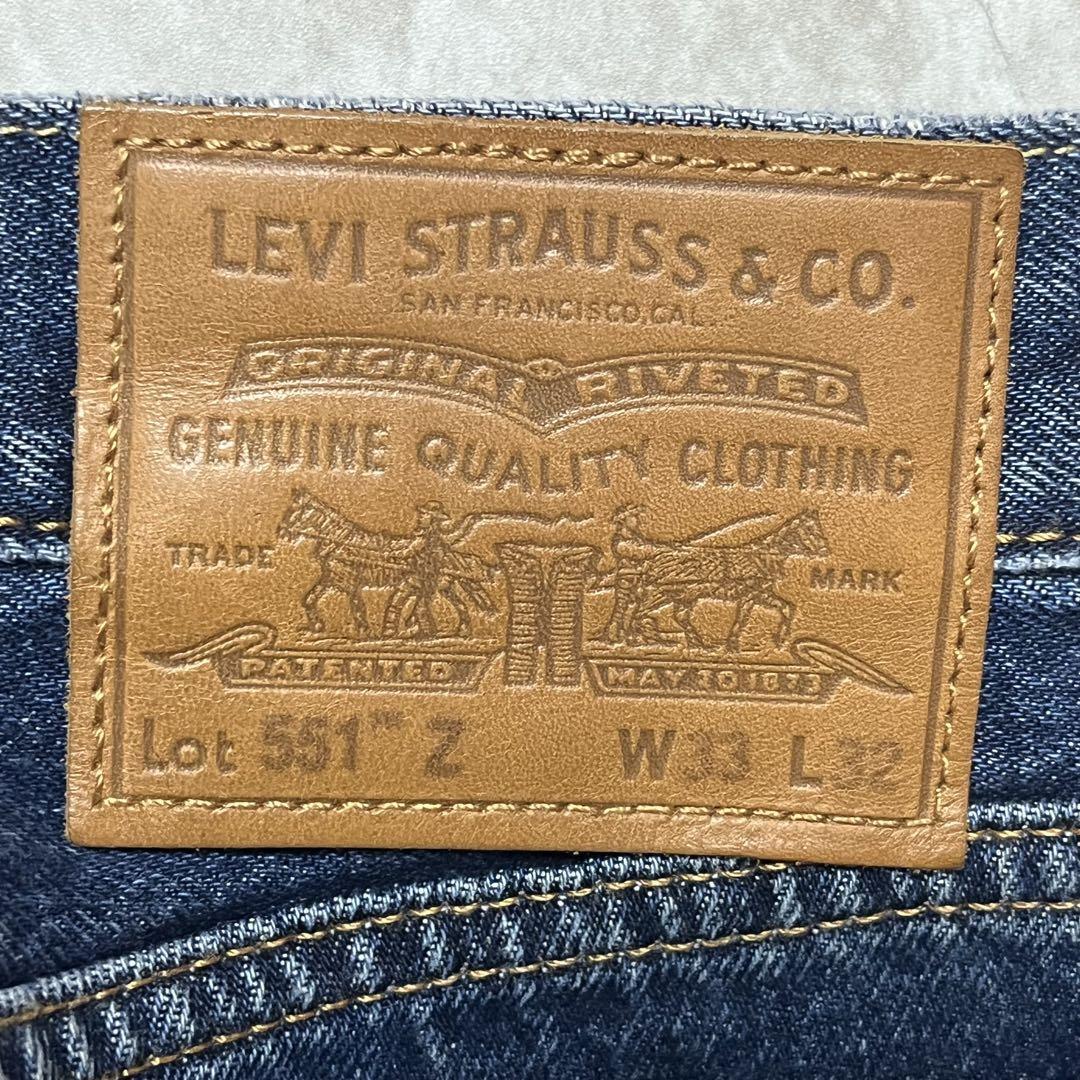 LEVI STRAUSS & CO.
SAN FRANCISCO, CAL.
ORIGINAL RIVETED
GENUINE QUALITY CLOTHING
TRADE MARK
PATENTED MAY 20 1873
Lot 551™ Z W33 L32